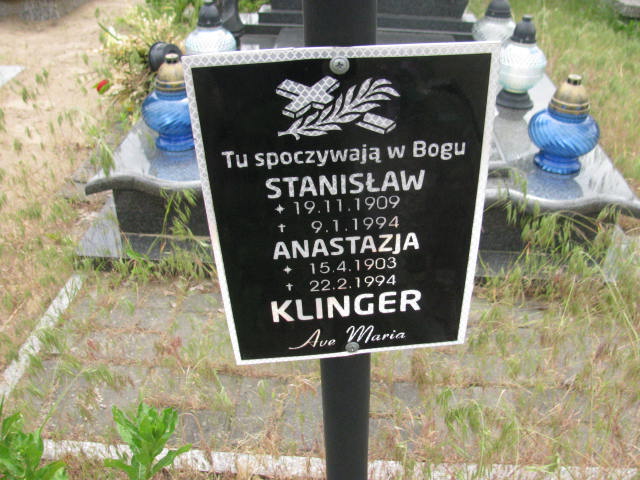 Tu spoczywają w Bogu
STANISŁAW
* 19.11.1909
† 9.1.1994
ANASTAZJA
* 15.4.1903
† 22.2.1994
KLINGER
Ave Maria